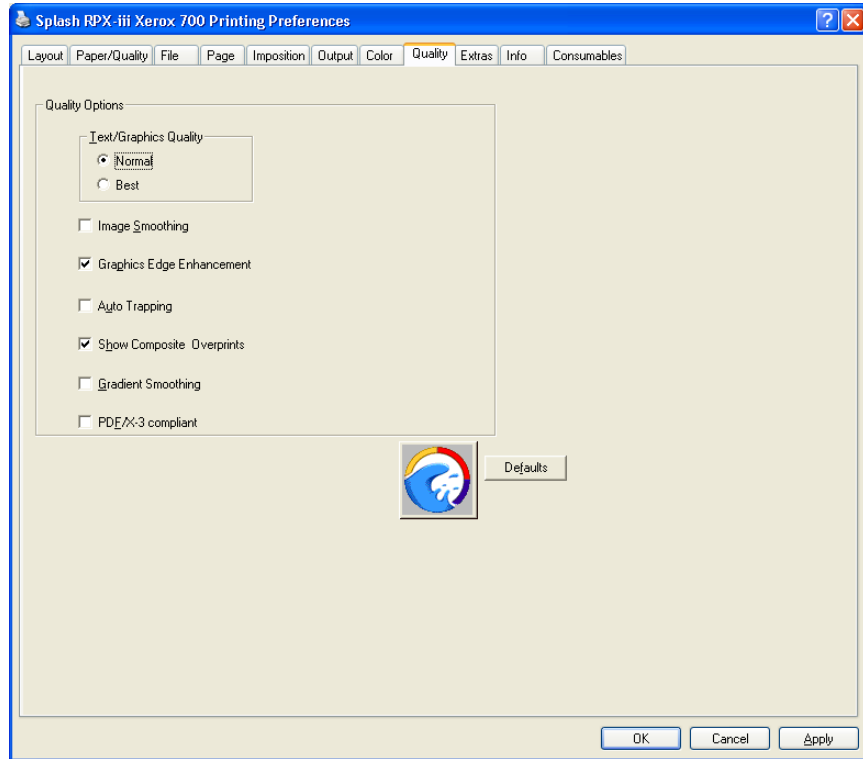 Splash RPX-iii Xerox 700 Printing Preferences
Layout Paper/Quality File Page Imposition Output Color Quality Extras Info Consumables
Quality Options
Text/Graphics Quality
Normal
Best
Image Smoothing
Graphics Edge Enhancement
Auto Trapping
Show Composite Overprints
Gradient Smoothing
PDF/X-3 compliant
Defaults
OK Cancel Apply